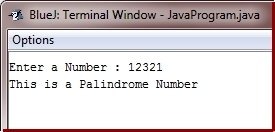 BlueJ: Terminal Window - JavaProgram.java
Options
Enter a Number : 12321
This is a Palindrome Number